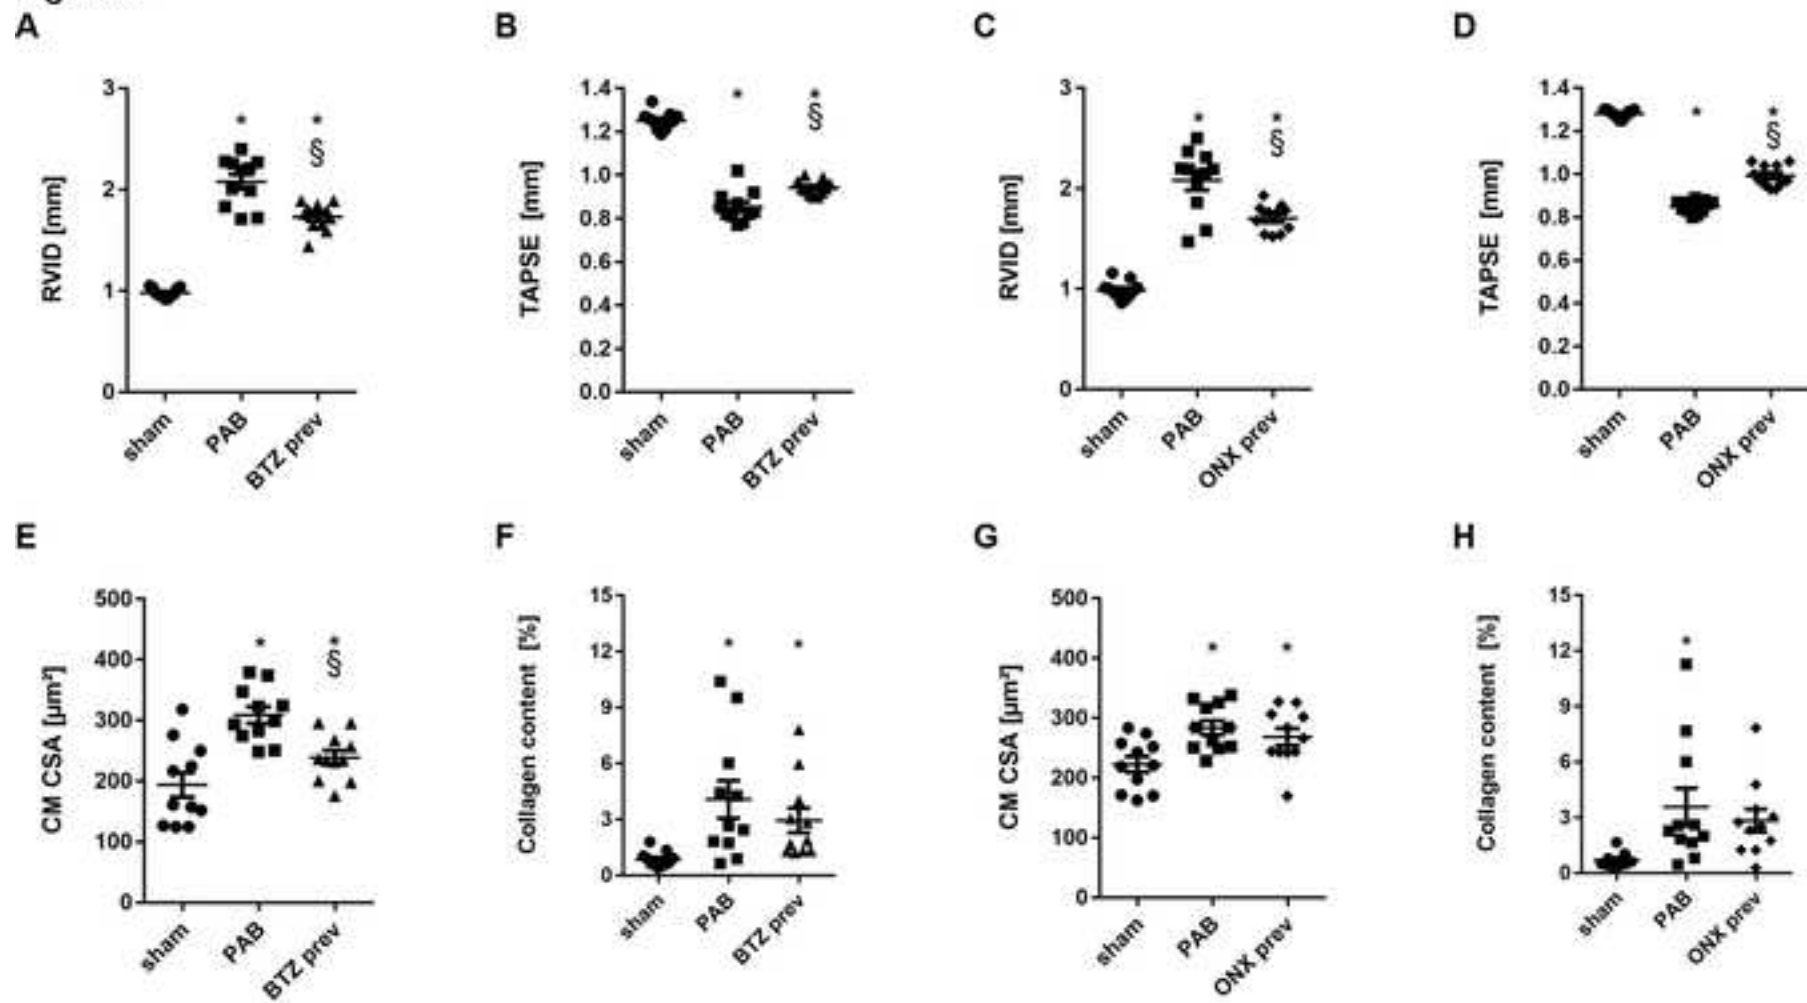 A
RVID [mm]
3
2
1
0
*
*
§
sham
PAB
BTZ prev
B
TAPSE [mm]
1.4
1.2
1.0
0.8
0.6
0.4
0.2
0.0
*
*
§
sham
PAB
BTZ prev
C
RVID [mm]
3
2
1
0
*
*
§
sham
PAB
ONX prev
D
TAPSE [mm]
1.4
1.2
1.0
0.8
0.6
0.4
0.2
0.0
*
*
§
sham
PAB
ONX prev
E
CM CSA [µm²]
500
400
300
200
100
0
*
*
§
sham
PAB
BTZ prev
F
Collagen content [%]
15
12
9
6
3
0
*
*
sham
PAB
BTZ prev
G
CM CSA [µm²]
500
400
300
200
100
0
*
*
sham
PAB
ONX prev
H
Collagen content [%]
15
12
9
6
3
0
*
sham
PAB
ONX prev